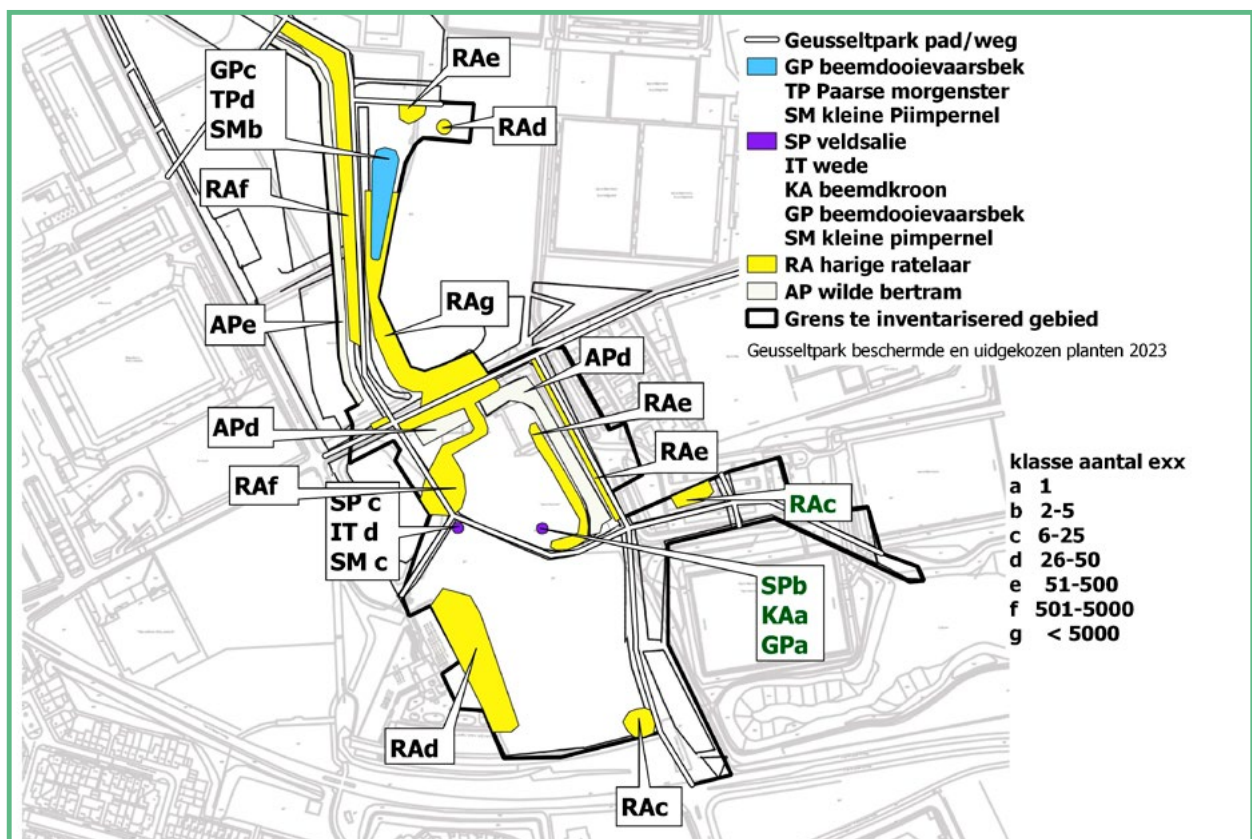 GPc
TPd
SMb
RAe
RAd
RAf
APe
RAg
APd
APd
RAe
RAe
RAf
SP c
IT d
SM c
RAc
SPb
KAa
GPa
RAd
RAc
Geusseltpark pad/weg
GP beemdooievaarsbek
TP Paarse morgenster
SM kleine Piimpernel
SP veldsalie
IT wede
KA beemdkroon
GP beemdooievaarsbek
SM kleine pimpernel
RA harige ratelaar
AP wilde bertram
Grens te inventarisered gebied
Geusseltpark beschermde en uidgekozen planten 2023
klasse aantal exx
a 1
b 2-5
c 6-25
d 26-50
e 51-500
f 501-5000
g < 5000